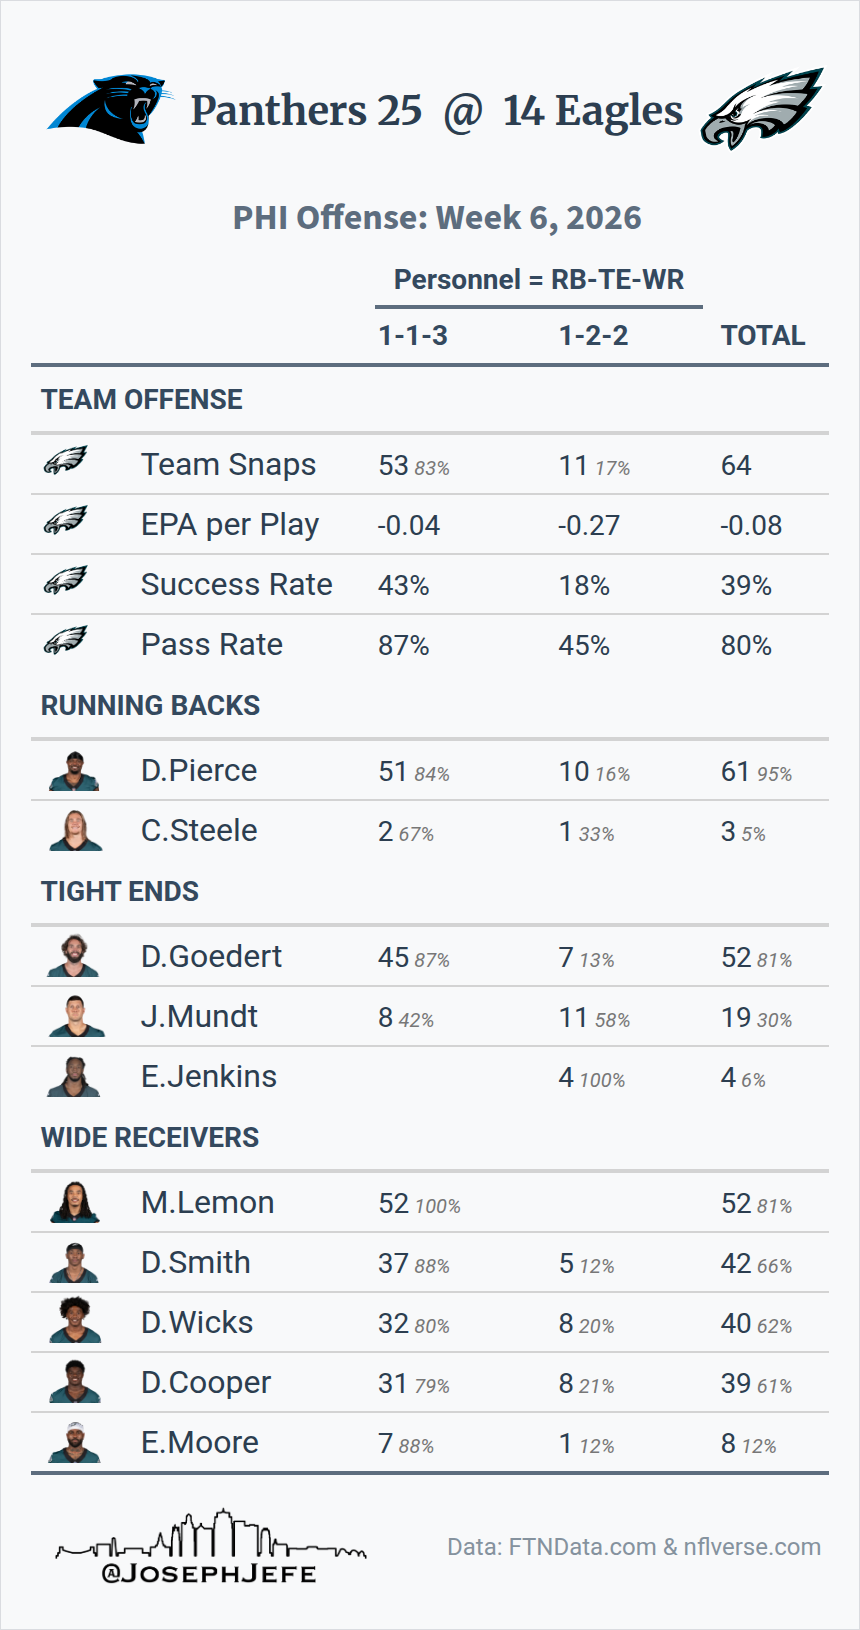 Panthers 25 @ 14 Eagles
PHI Offense: Week 6, 2026
Personnel = RB-TE-WR
1-1-3 1-2-2 TOTAL
TEAM OFFENSE
Team Snaps 53 83% 11 17% 64
EPA per Play -0.04 -0.27 -0.08
Success Rate 43% 18% 39%
Pass Rate 87% 45% 80%
RUNNING BACKS
D.Pierce 51 84% 10 16% 61 95%
C.Steele 2 67% 1 33% 3 5%
TIGHT ENDS
D.Goedert 45 87% 7 13% 52 81%
J.Mundt 8 42% 11 58% 19 30%
E.Jenkins 4 100% 4 6%
WIDE RECEIVERS
M.Lemon 52 100% 52 81%
D.Smith 37 88% 5 12% 42 66%
D.Wicks 32 80% 8 20% 40 62%
D.Cooper 31 79% 8 21% 39 61%
E.Moore 7 88% 1 12% 8 12%
@JOSEPHJEFE
Data: FTNData.com & nflverse.com